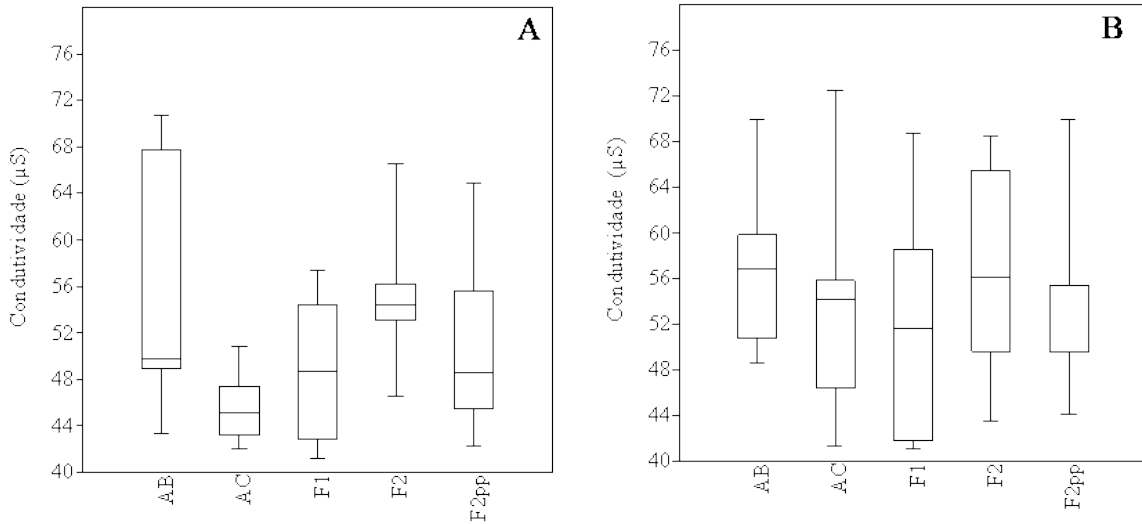 A
Condutividade (µS)
76
72
68
64
60
56
52
48
44
40
AB
AC
F1
F2
F2pp
B
Condutividade (µS)
76
72
68
64
60
56
52
48
44
40
AB
AC
F1
F2
F2pp